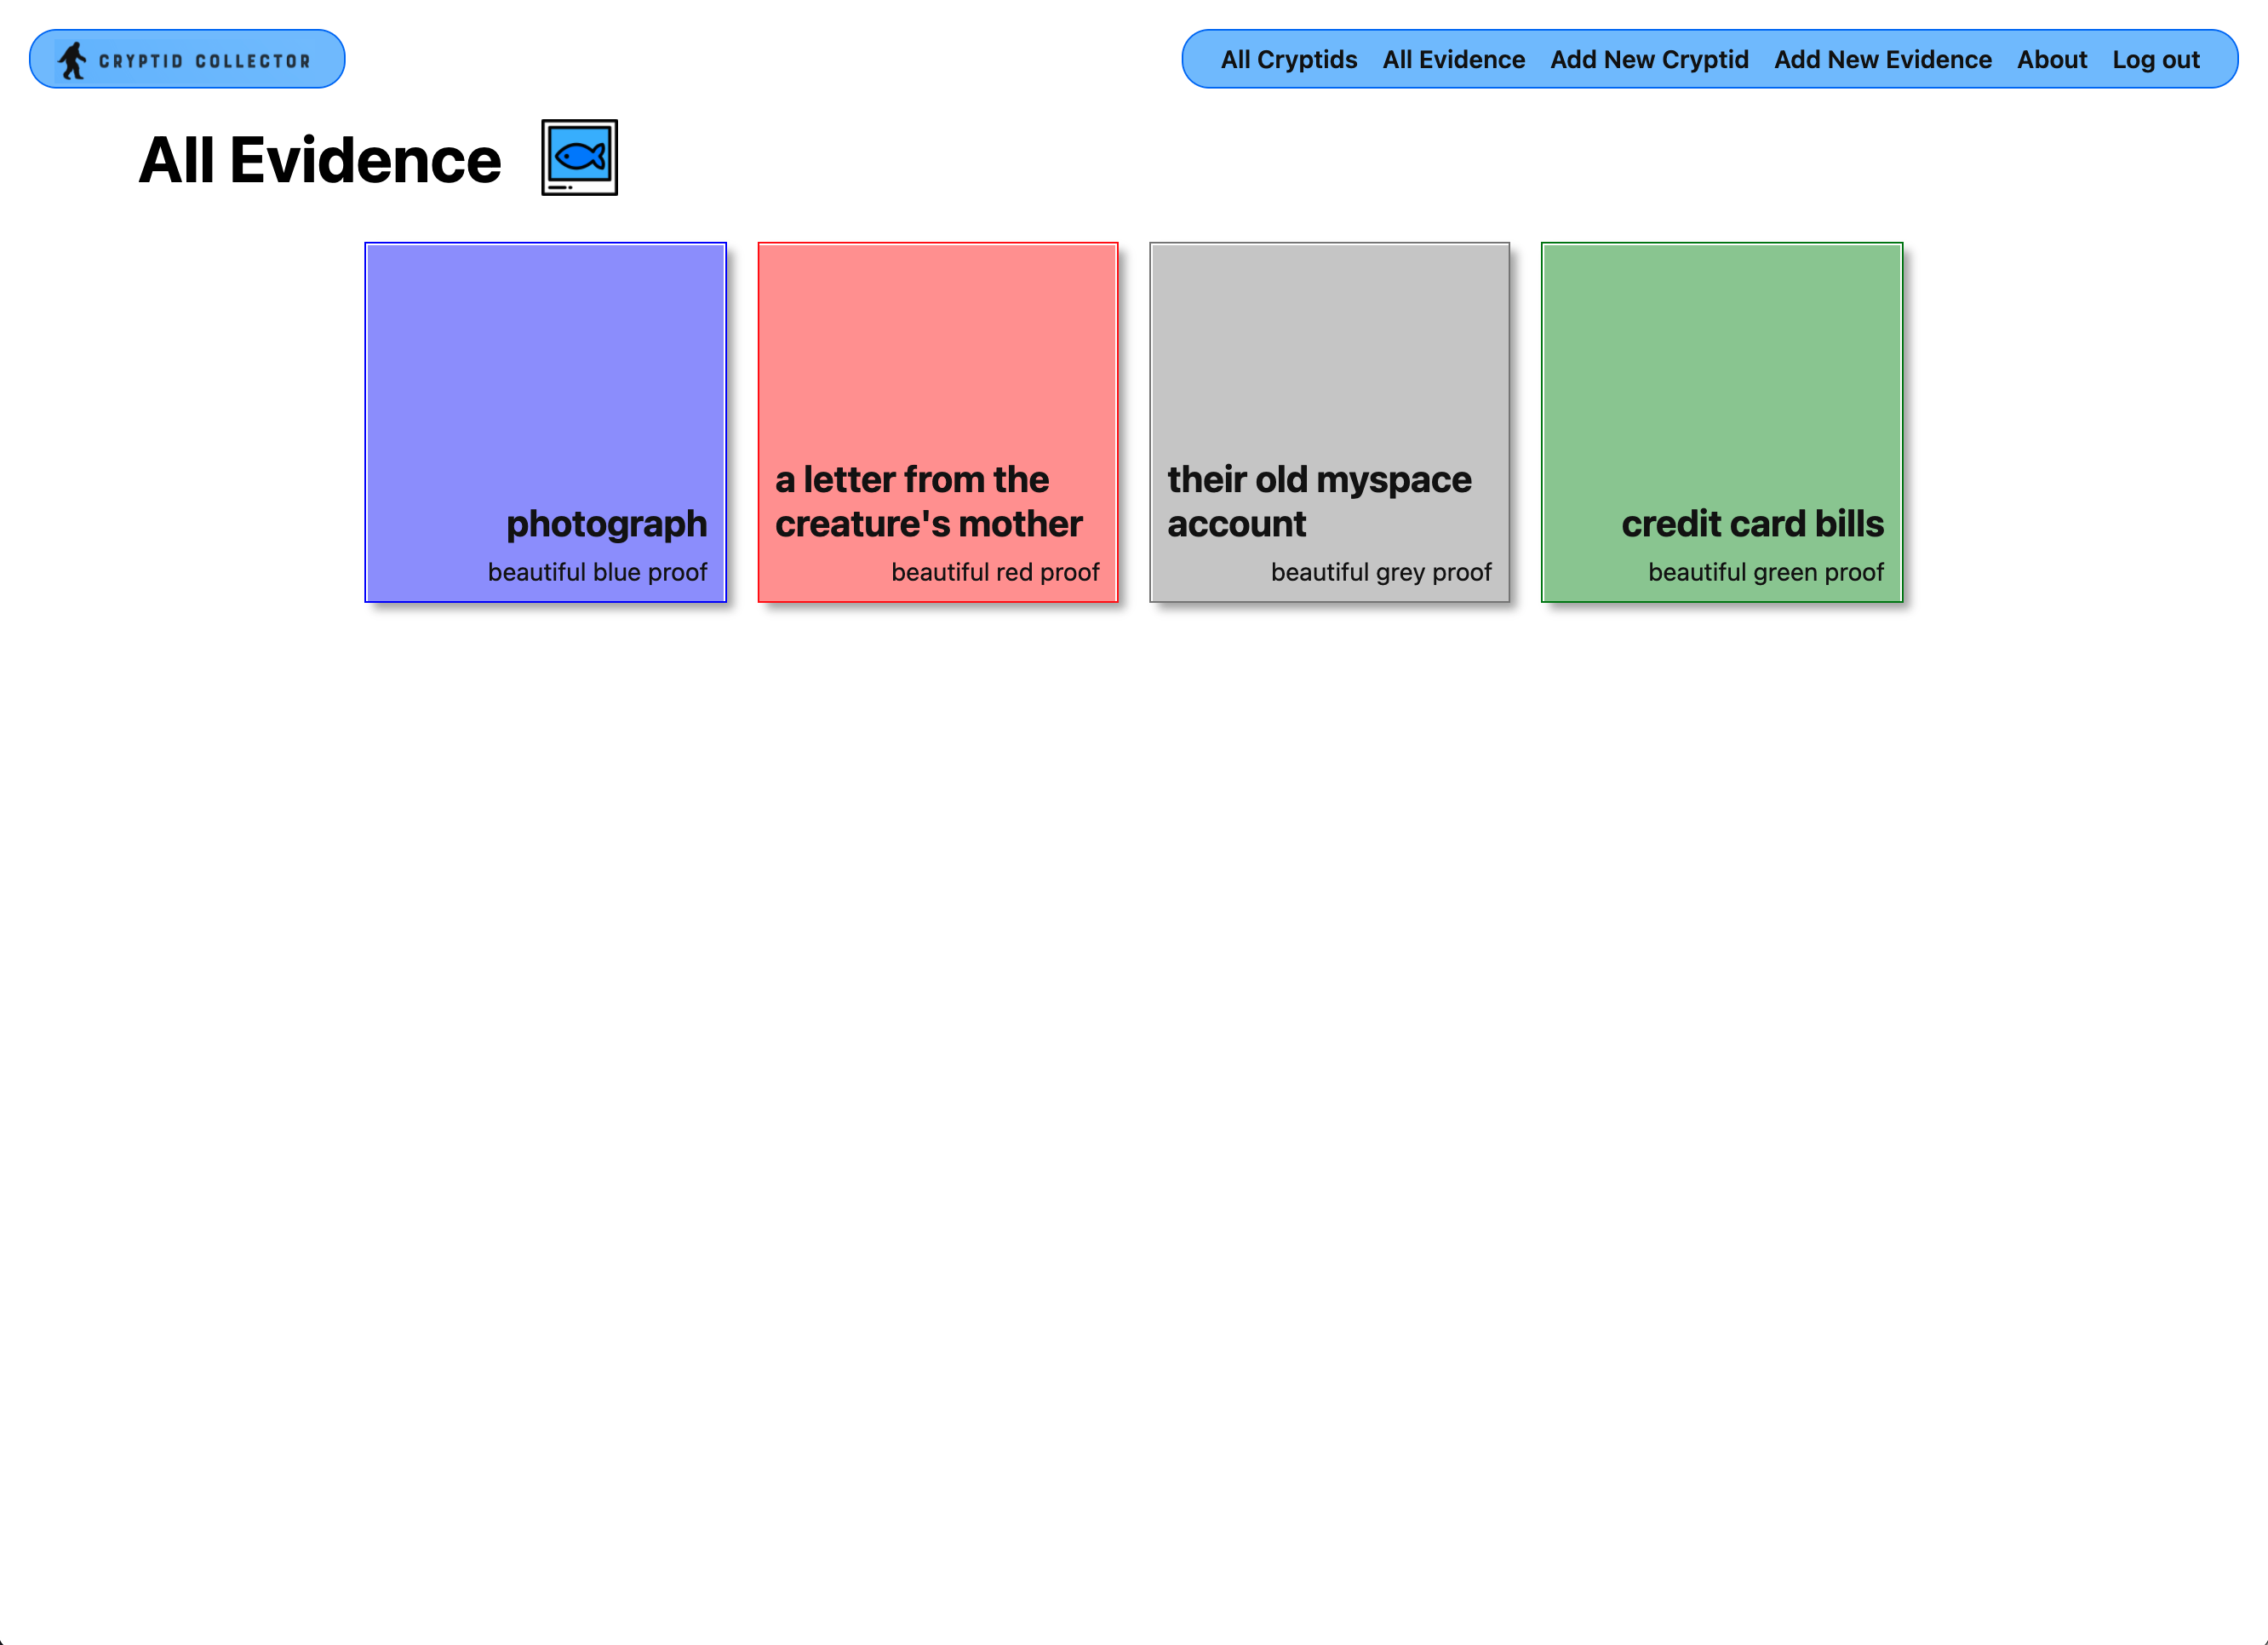 CRYPTID COLLECTOR
All Cryptids All Evidence Add New Cryptid Add New Evidence About Log out
All Evidence
photograph
beautiful blue proof
a letter from the
creature's mother
beautiful red proof
their old myspace
account
beautiful grey proof
credit card bills
beautiful green proof